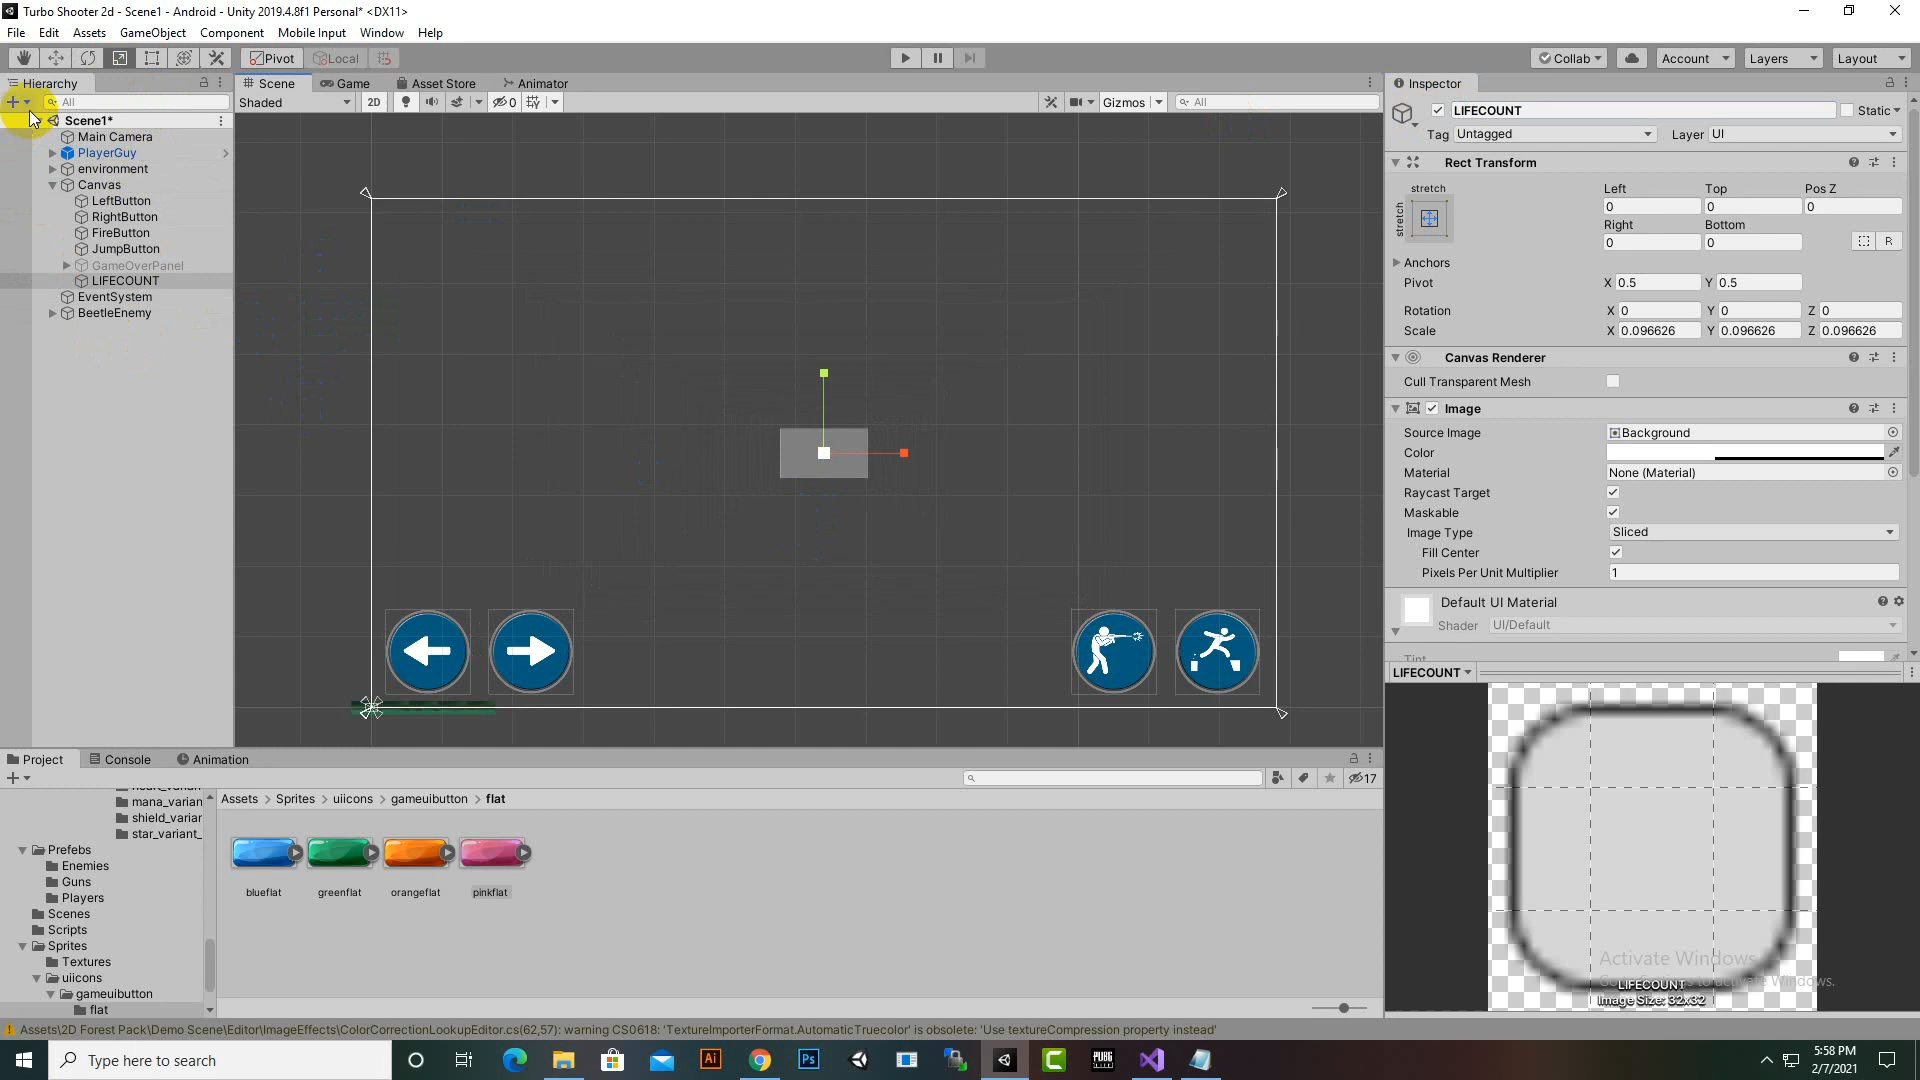 Turbo Shooter 2d - Scene1 - Android - Unity 2019.4.8f1 Personal* <DX11>
File Edit Assets GameObject Component Mobile Input Window Help
Pivot Local Collab Account Layers Layout
Hierarchy
All
Scene1*
Main Camera
PlayerGuy
environment
Canvas
LeftButton
RightButton
FireButton
JumpButton
GameOverPanel
LIFECOUNT
EventSystem
BeetleEnemy
Scene Game Asset Store Animator
Shaded 2D 0 Gizmos All
Inspector
LIFECOUNT Static
Tag Untagged Layer UI
Rect Transform
stretch Left Top Pos Z
stretch 0 0 0
Right Bottom
0 0 R
Anchors
Pivot X 0.5 Y 0.5
Rotation X 0 Y 0 Z 0
Scale X 0.096626 Y 0.096626 Z 0.096626
Canvas Renderer
Cull Transparent Mesh
Image
Source Image Background
Color
Material None (Material)
Raycast Target
Maskable
Image Type Sliced
Fill Center
Pixels Per Unit Multiplier 1
Default UI Material
Shader UI/Default
LIFECOUNT
Activate Windows
LIFECOUNT
Image Size: 32x32
Project Console Animation
17
mana_varian
shield_variar
star_variant_
Prefebs
Enemies
Guns
Players
Scenes
Scripts
Sprites
Textures
uiicons
gameuibutton
flat
Assets > Sprites > uiicons > gameuibutton > flat
blueflat greenflat orangeflat pinkflat
Assets\2D Forest Pack\Demo Scene\Editor\ImageEffects\ColorCorrectionLookupEditor.cs(62,57): warning CS0618: 'TextureImporterFormat.AutomaticTruecolor' is obsolete: 'Use textureCompression property instead'
Type here to search
5:58 PM
2/7/2021